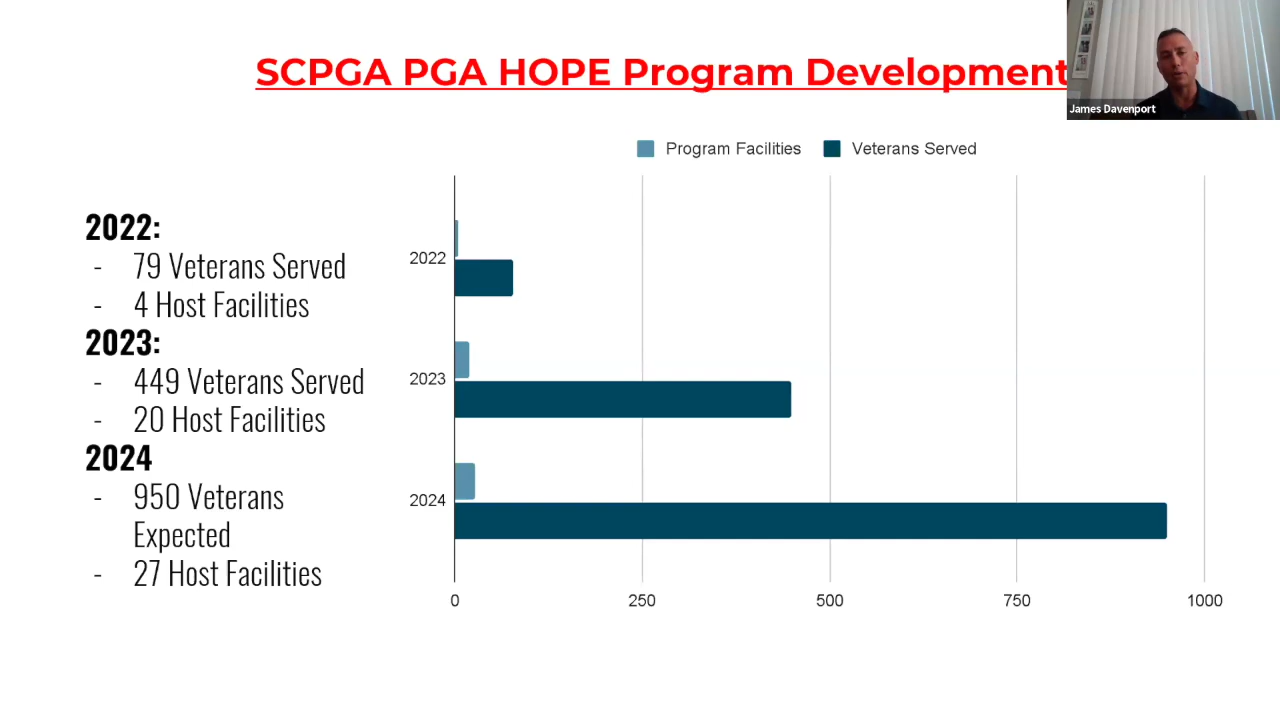 SCPGA PGA HOPE Program Development
James Davenport
Program Facilities
Veterans Served
2022:
- 79 Veterans Served
- 4 Host Facilities
2023:
- 449 Veterans Served
- 20 Host Facilities
2024
- 950 Veterans
Expected
- 27 Host Facilities
2022
2023
2024
0 250 500 750 1000